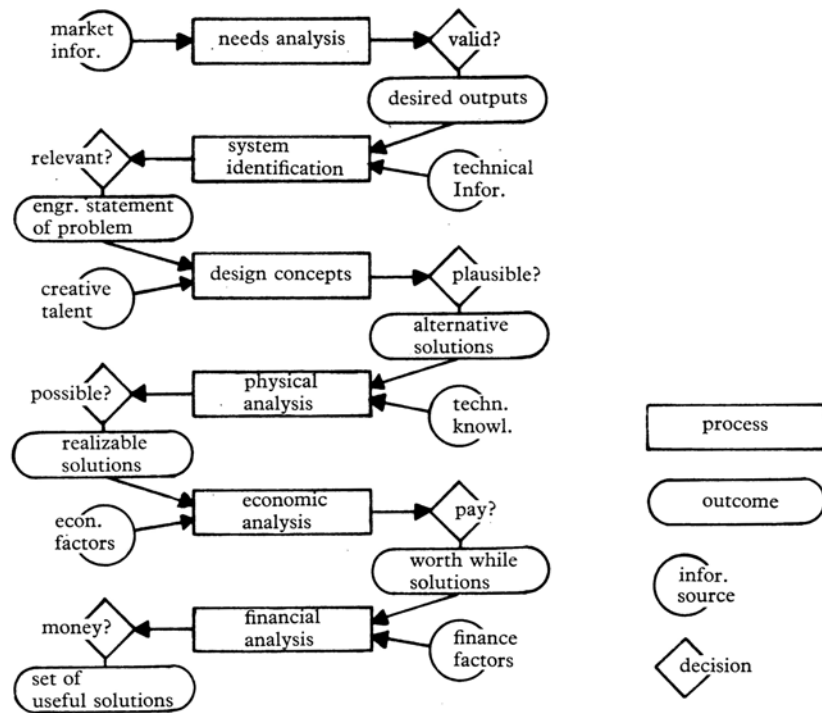 market
infor.
needs analysis
valid?
desired outputs
relevant?
system
identification
technical
Infor.
engr. statement
of problem
design concepts
plausible?
creative
talent
alternative
solutions
possible?
physical
analysis
techn.
knowl.
realizable
solutions
economic
analysis
pay?
econ.
factors
worth while
solutions
money?
financial
analysis
finance
factors
set of
useful solutions
process
outcome
infor.
source
decision